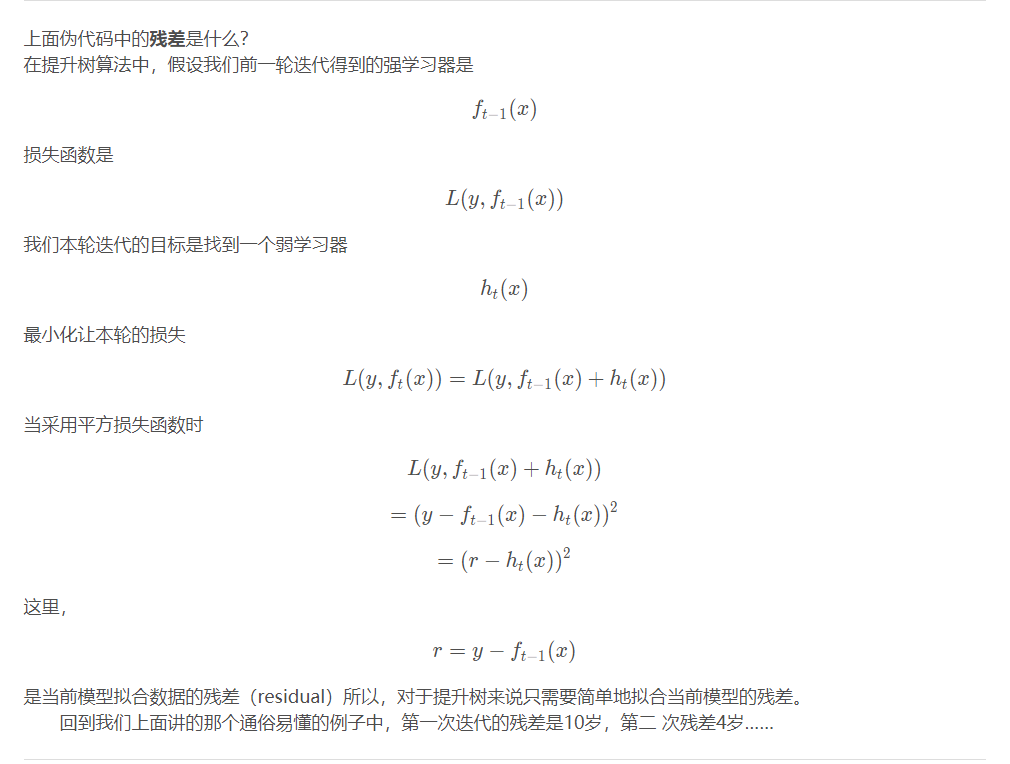 上面伪代码中的残差是什么？
在提升树算法中，假设我们前一轮迭代得到的强学习器是
f_{t−1}(x)
损失函数是
L(y, f_{t−1}(x))
我们本轮迭代的目标是找到一个弱学习器
h_t(x)
最小化让本轮的损失
L(y, f_t(x)) = L(y, f_{t−1}(x) + h_t(x))
当采用平方损失函数时
L(y, f_{t−1}(x) + h_t(x))
= (y − f_{t−1}(x) − h_t(x))^2
= (r − h_t(x))^2
这里，
r = y − f_{t−1}(x)
是当前模型拟合数据的残差（residual）所以，对于提升树来说只需要简单地拟合当前模型的残差。
回到我们上面讲的那个通俗易懂的例子中，第一次迭代的残差是10岁，第二 次残差4岁……